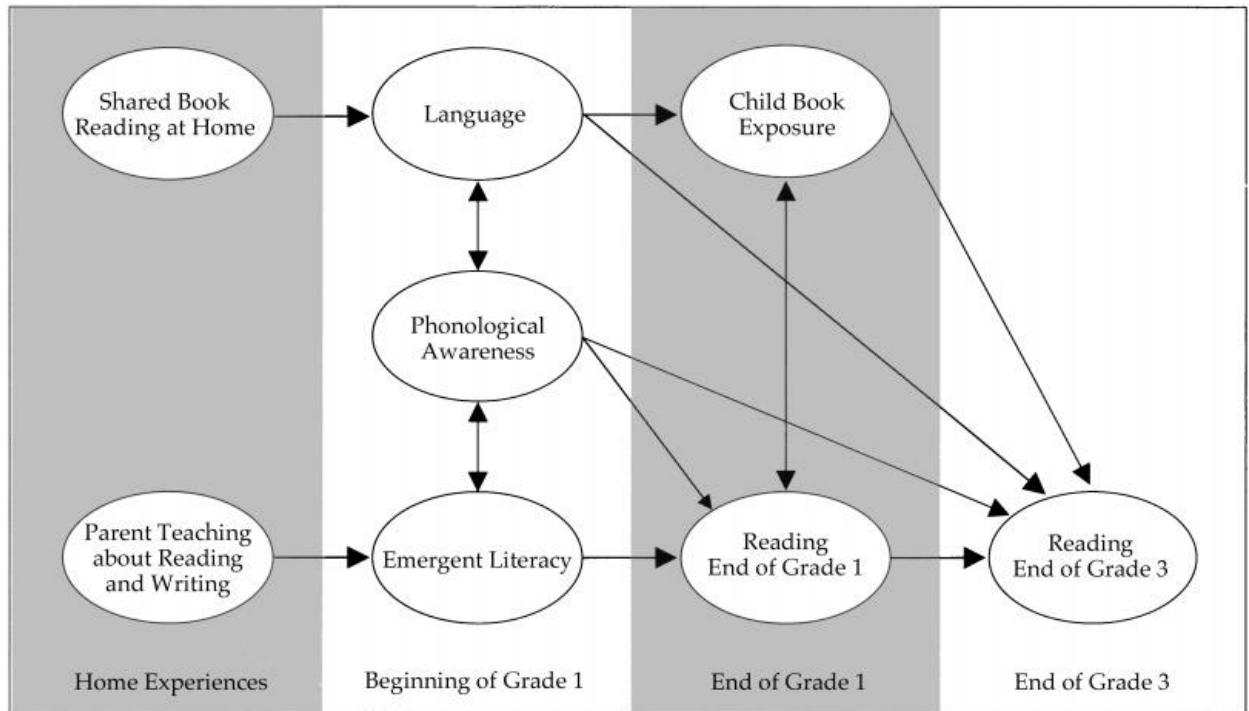 Shared Book
Reading at Home
Language
Child Book
Exposure
Phonological
Awareness
Parent Teaching
about Reading
and Writing
Emergent Literacy
Reading
End of Grade 1
Reading
End of Grade 3
Home Experiences
Beginning of Grade 1
End of Grade 1
End of Grade 3